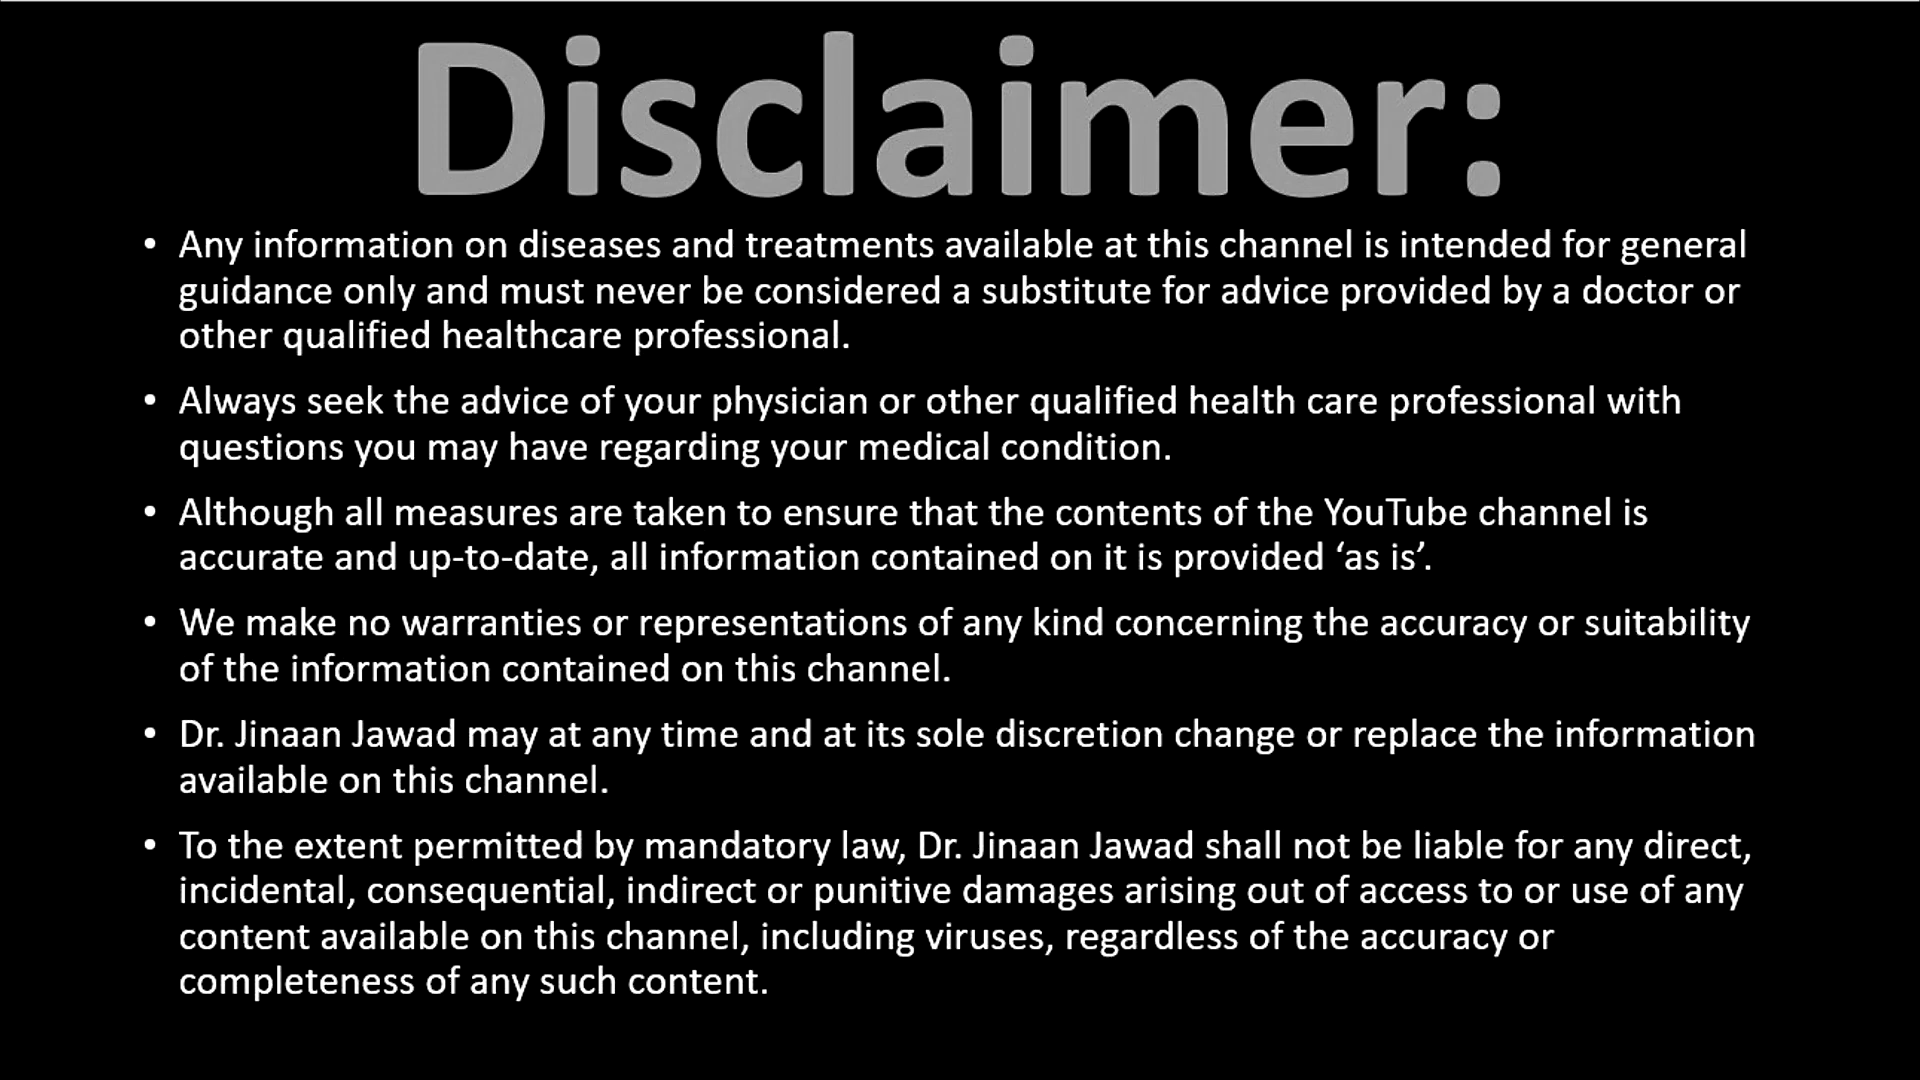 Disclaimer:
• Any information on diseases and treatments available at this channel is intended for general
guidance only and must never be considered a substitute for advice provided by a doctor or
other qualified healthcare professional.
• Always seek the advice of your physician or other qualified health care professional with
questions you may have regarding your medical condition.
• Although all measures are taken to ensure that the contents of the YouTube channel is
accurate and up-to-date, all information contained on it is provided ‘as is’.
• We make no warranties or representations of any kind concerning the accuracy or suitability
of the information contained on this channel.
• Dr. Jinaan Jawad may at any time and at its sole discretion change or replace the information
available on this channel.
• To the extent permitted by mandatory law, Dr. Jinaan Jawad shall not be liable for any direct,
incidental, consequential, indirect or punitive damages arising out of access to or use of any
content available on this channel, including viruses, regardless of the accuracy or
completeness of any such content.